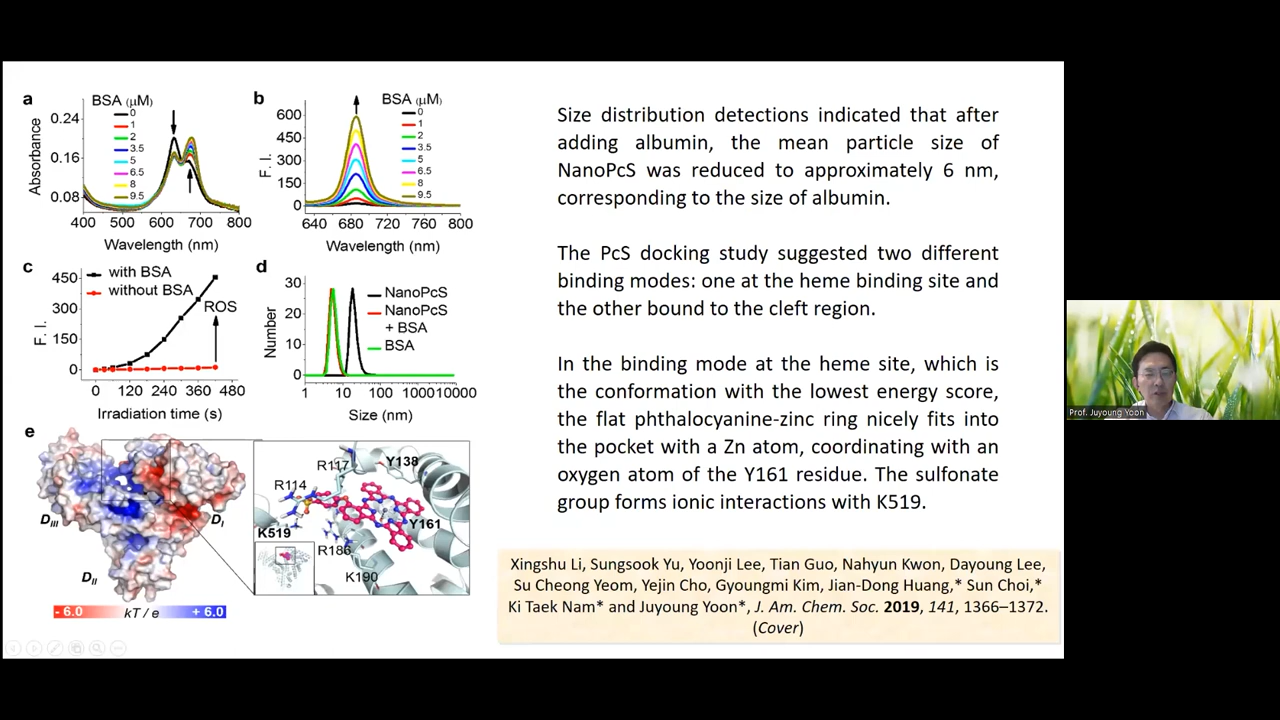 a
BSA (μM)
0.24
0.16
0.08
Absorbance
0
1
2
3.5
5
6.5
8
9.5
400 500 600 700 800
Wavelength (nm)
b
BSA (μM)
600
450
300
150
0
F. I.
0
1
2
3.5
5
6.5
8
9.5
640 680 720 760 800
Wavelength (nm)
c
450
300
150
0
F. I.
with BSA
without BSA
ROS
0 120 240 360 480
Irradiation time (s)
d
30
20
10
0
Number
NanoPcS
NanoPcS
+ BSA
BSA
1 10 100 1000 10000
Size (nm)
e
DIII
DI
DII
- 6.0 kT / e + 6.0
R117
Y138
R114
K519
Y161
R186
K190
Size distribution detections indicated that after
adding albumin, the mean particle size of
NanoPcS was reduced to approximately 6 nm,
corresponding to the size of albumin.
The PcS docking study suggested two different
binding modes: one at the heme binding site and
the other bound to the cleft region.
In the binding mode at the heme site, which is
the conformation with the lowest energy score,
the flat phthalocyanine-zinc ring nicely fits into
the pocket with a Zn atom, coordinating with an
oxygen atom of the Y161 residue. The sulfonate
group forms ionic interactions with K519.
Xingshu Li, Sungsook Yu, Yoonji Lee, Tian Guo, Nahyun Kwon, Dayoung Lee,
Su Cheong Yeom, Yejin Cho, Gyoungmi Kim, Jian-Dong Huang,* Sun Choi,*
Ki Taek Nam* and Juyoung Yoon*, J. Am. Chem. Soc. 2019, 141, 1366–1372.
(Cover)
Prof. Juyoung Yoon